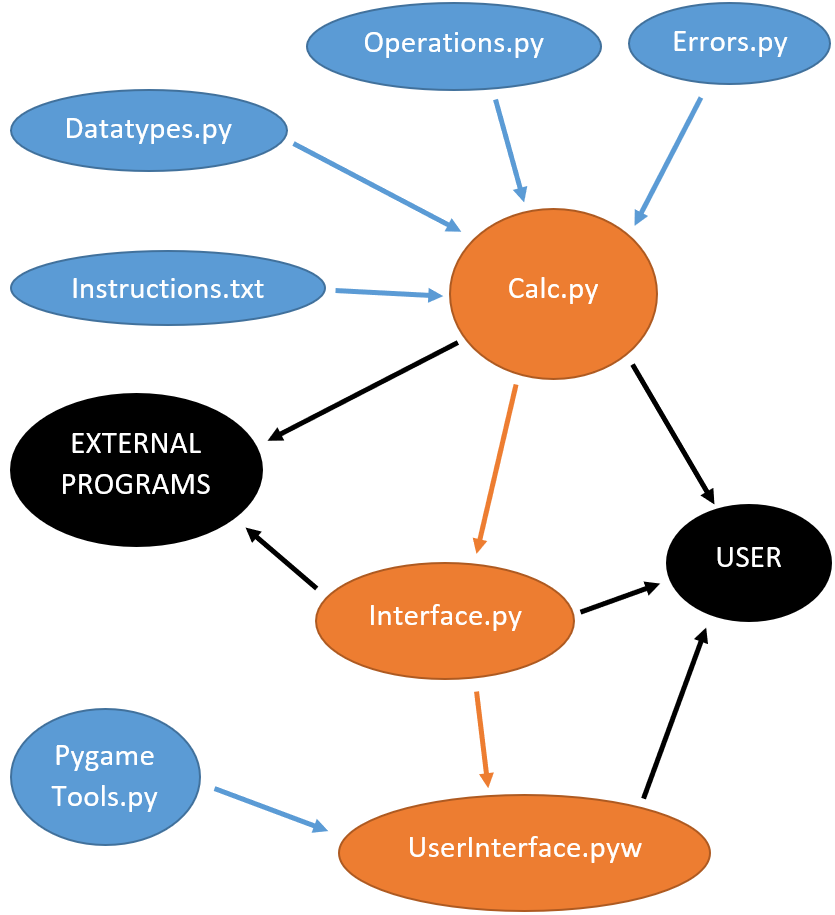 Operations.py
Errors.py
Datatypes.py
Instructions.txt
Calc.py
EXTERNAL
PROGRAMS
USER
Interface.py
Pygame
Tools.py
UserInterface.pyw